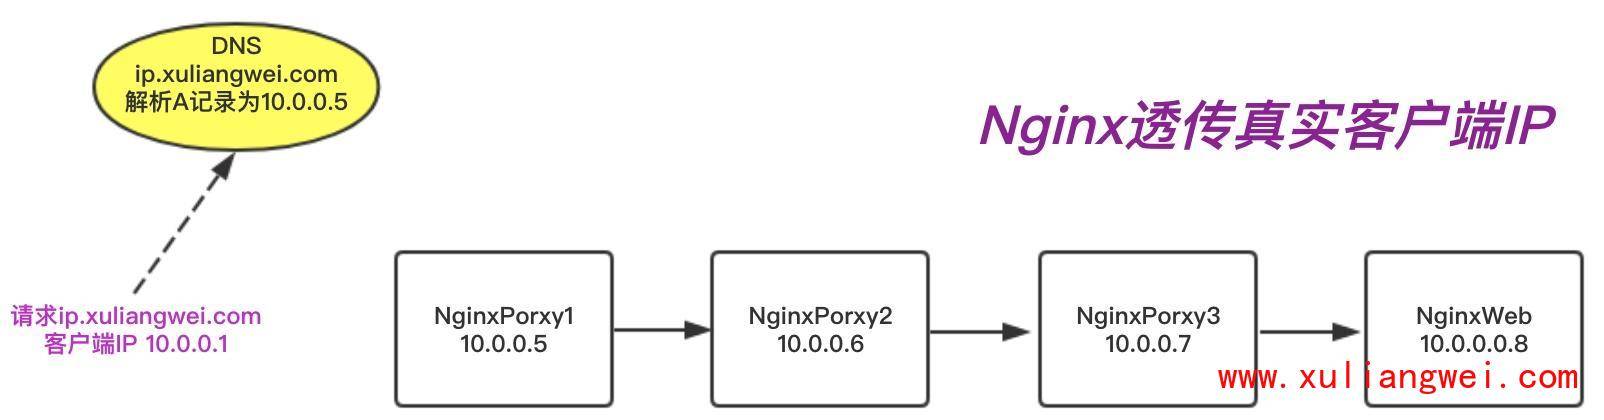 DNS
ip.xuliangwei.com
解析A记录为10.0.0.5
Nginx透传真实客户端IP
请求ip.xuliangwei.com
客户端IP 10.0.0.1
NginxPorxy1
10.0.0.5
NginxPorxy2
10.0.0.6
NginxPorxy3
10.0.0.7
NginxWeb
10.0.0.0.8
www.xuliangwei.com